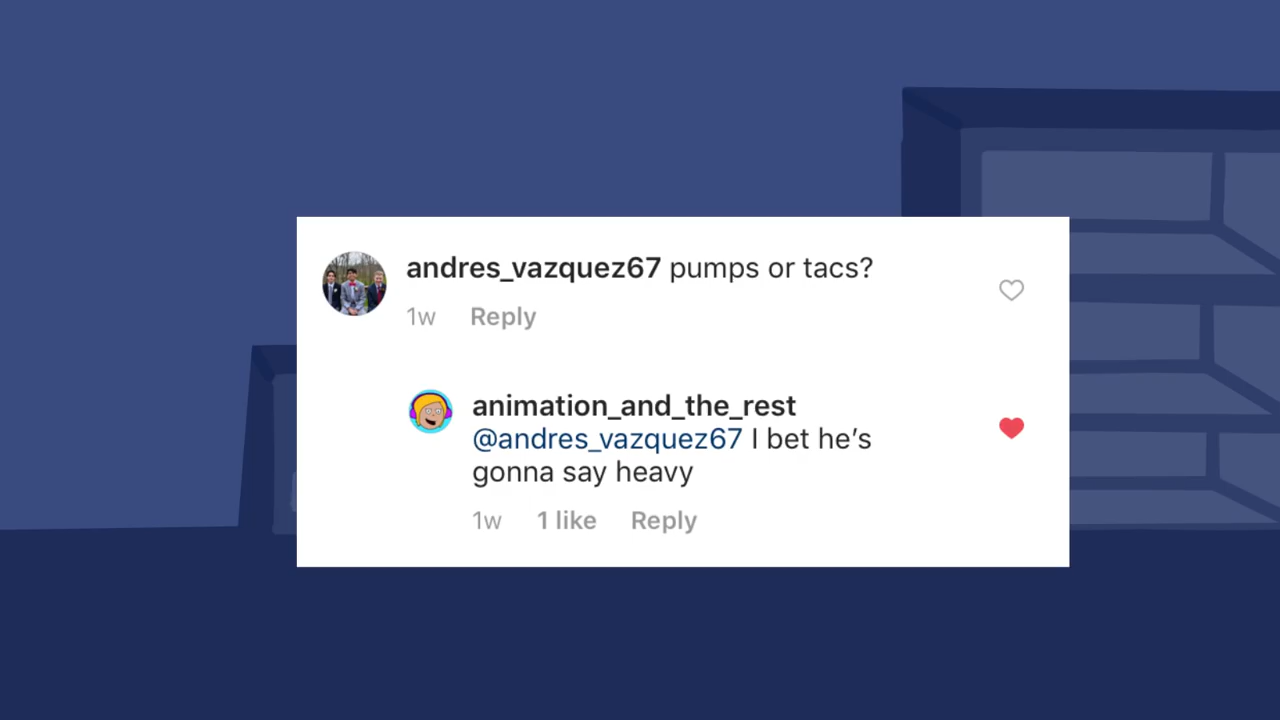 andres_vazquez67 pumps or tacs?
1w Reply
animation_and_the_rest
@andres_vazquez67 I bet he’s
gonna say heavy
1w 1 like Reply